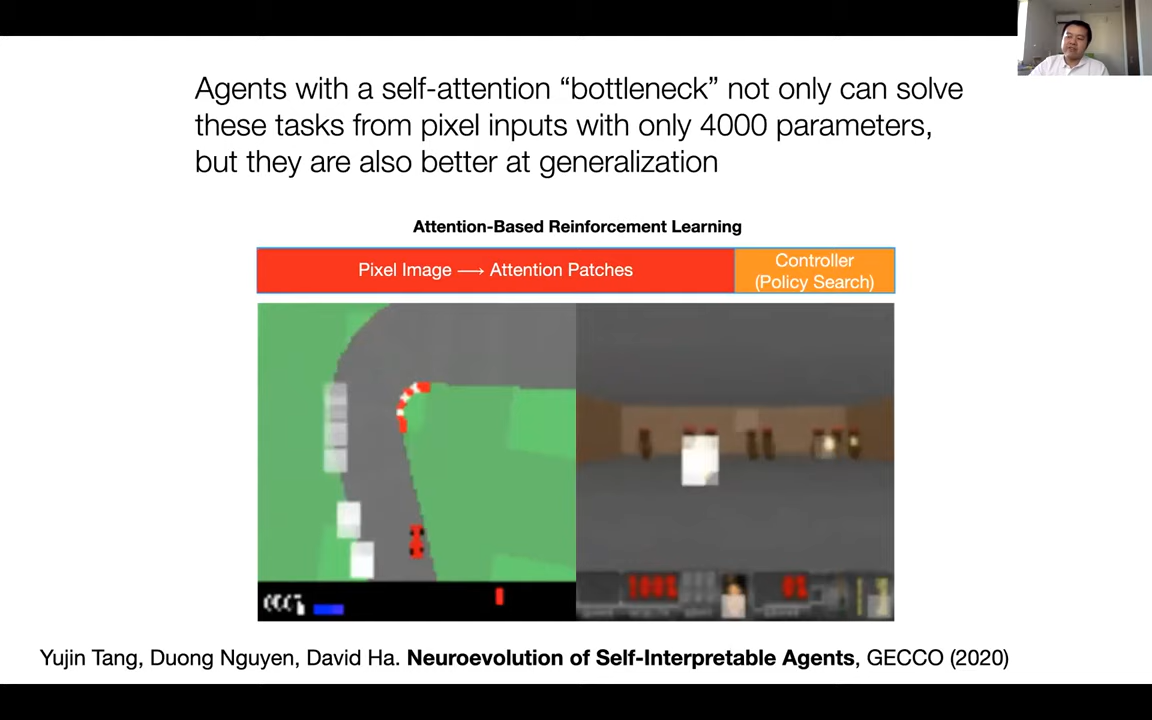 Agents with a self-attention “bottleneck” not only can solve
these tasks from pixel inputs with only 4000 parameters,
but they are also better at generalization
Attention-Based Reinforcement Learning
Pixel Image ⟶ Attention Patches
Controller
(Policy Search)
100%
0%
Yujin Tang, Duong Nguyen, David Ha. Neuroevolution of Self-Interpretable Agents, GECCO (2020)